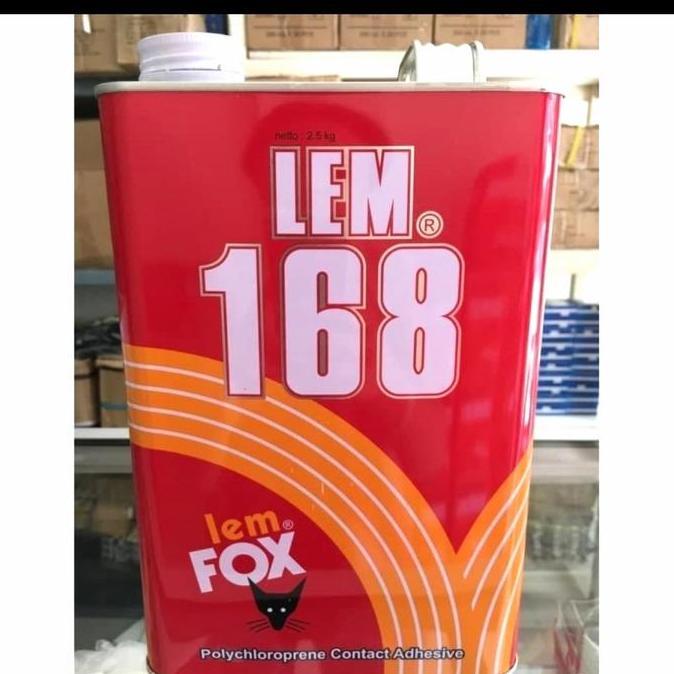 netto : 2.5 kg
LEM®
168
lem®
FOX
Polychloroprene Contact Adhesive